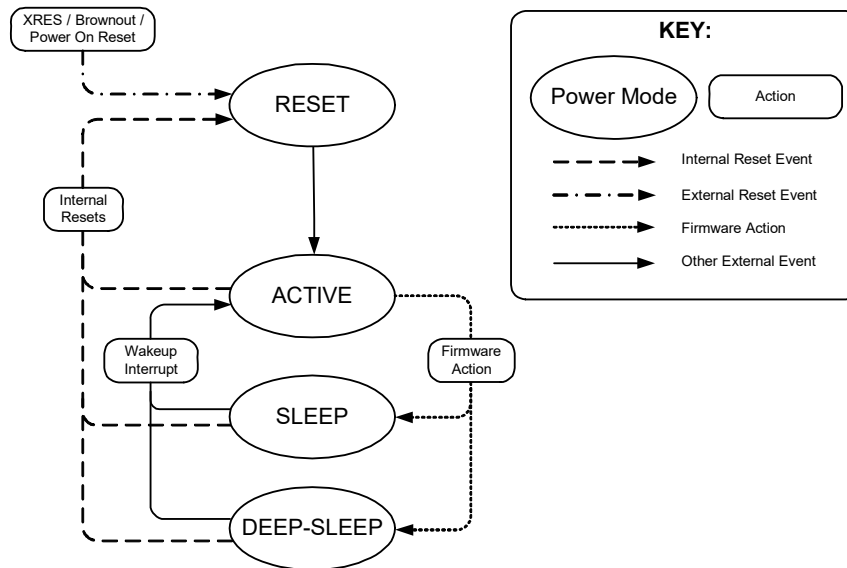 XRES / Brownout /
Power On Reset
KEY:
RESET
Power Mode
Action
Internal Reset Event
External Reset Event
Firmware Action
Other External Event
Internal
Resets
ACTIVE
Wakeup
Interrupt
Firmware
Action
SLEEP
DEEP-SLEEP